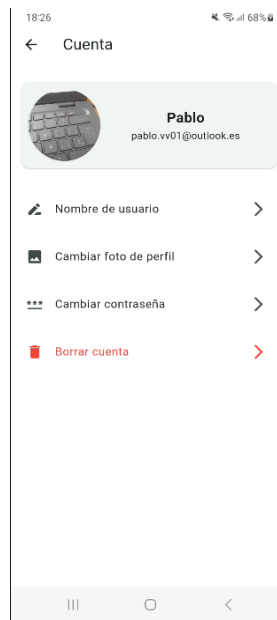 18:26 68%
Cuenta
Pablo
pablo.vv01@outlook.es
Nombre de usuario
Cambiar foto de perfil
*** Cambiar contraseña
Borrar cuenta